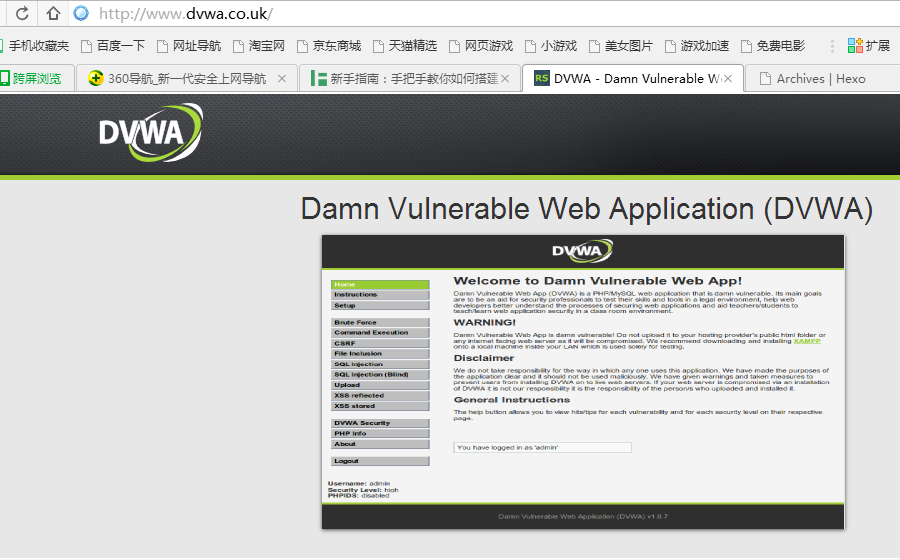 http://www.dvwa.co.uk/
手机收藏夹 百度一下 网址导航 淘宝网 京东商城 天猫精选 网页游戏 小游戏 美女图片 游戏加速 免费电影 扩展
跨屏浏览 360导航_新一代安全上网导航 新手指南：手把手教你如何搭建 RS DVWA - Damn Vulnerable W Archives | Hexo
DVWA
Damn Vulnerable Web Application (DVWA)
DVWA
Home
Instructions
Setup
Brute Force
Command Execution
CSRF
File Inclusion
SQL Injection
SQL Injection (Blind)
Upload
XSS reflected
XSS stored
DVWA Security
PHP Info
About
Logout
Username: admin
Security Level: high
PHPIDS: disabled
Welcome to Damn Vulnerable Web App!
Damn Vulnerable Web App (DVWA) is a PHP/MySQL web application that is damn vulnerable. Its main goals
are to be an aid for security professionals to test their skills and tools in a legal environment, help web
developers better understand the processes of securing web applications and aid teachers/students to
teach/learn web application security in a class room environment.
WARNING!
Damn Vulnerable Web App is damn vulnerable! Do not upload it to your hosting provider's public html folder or
any internet facing web server as it will be compromised. We recommend downloading and installing XAMPP
onto a local machine inside your LAN which is used solely for testing.
Disclaimer
We do not take responsibility for the way in which any one uses this application. We have made the purposes of
the application clear and it should not be used maliciously. We have given warnings and taken measures to
prevent users from installing DVWA on to live web servers. If your web server is compromised via an installation
of DVWA it is not our responsibility it is the responsibility of the person/s who uploaded and installed it.
General Instructions
The help button allows you to view hits/tips for each vulnerability and for each security level on their respective
page.
You have logged in as 'admin'
Damn Vulnerable Web Application (DVWA) v1.0.7